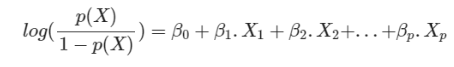 log(p(X)/1 − p(X)) = β₀ + β₁. X₁ + β₂. X₂+. . . +βₚ. Xₚ